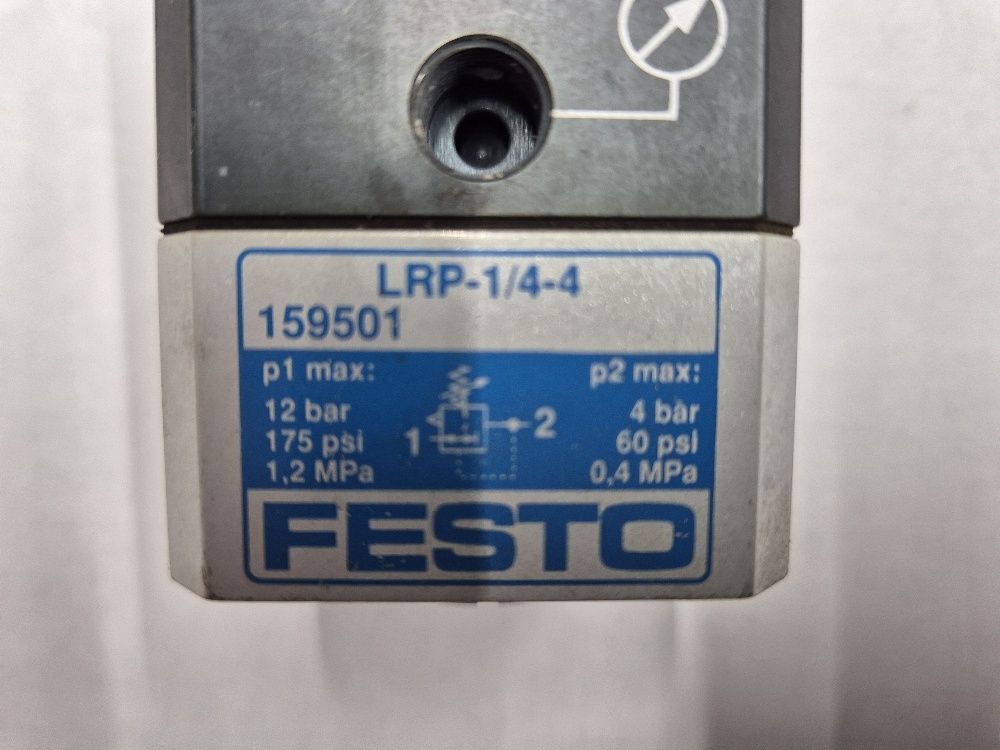 LRP-1/4-4
159501
p1 max:
12 bar
175 psi
1,2 MPa
1
2
p2 max:
4 bar
60 psi
0,4 MPa
FESTO